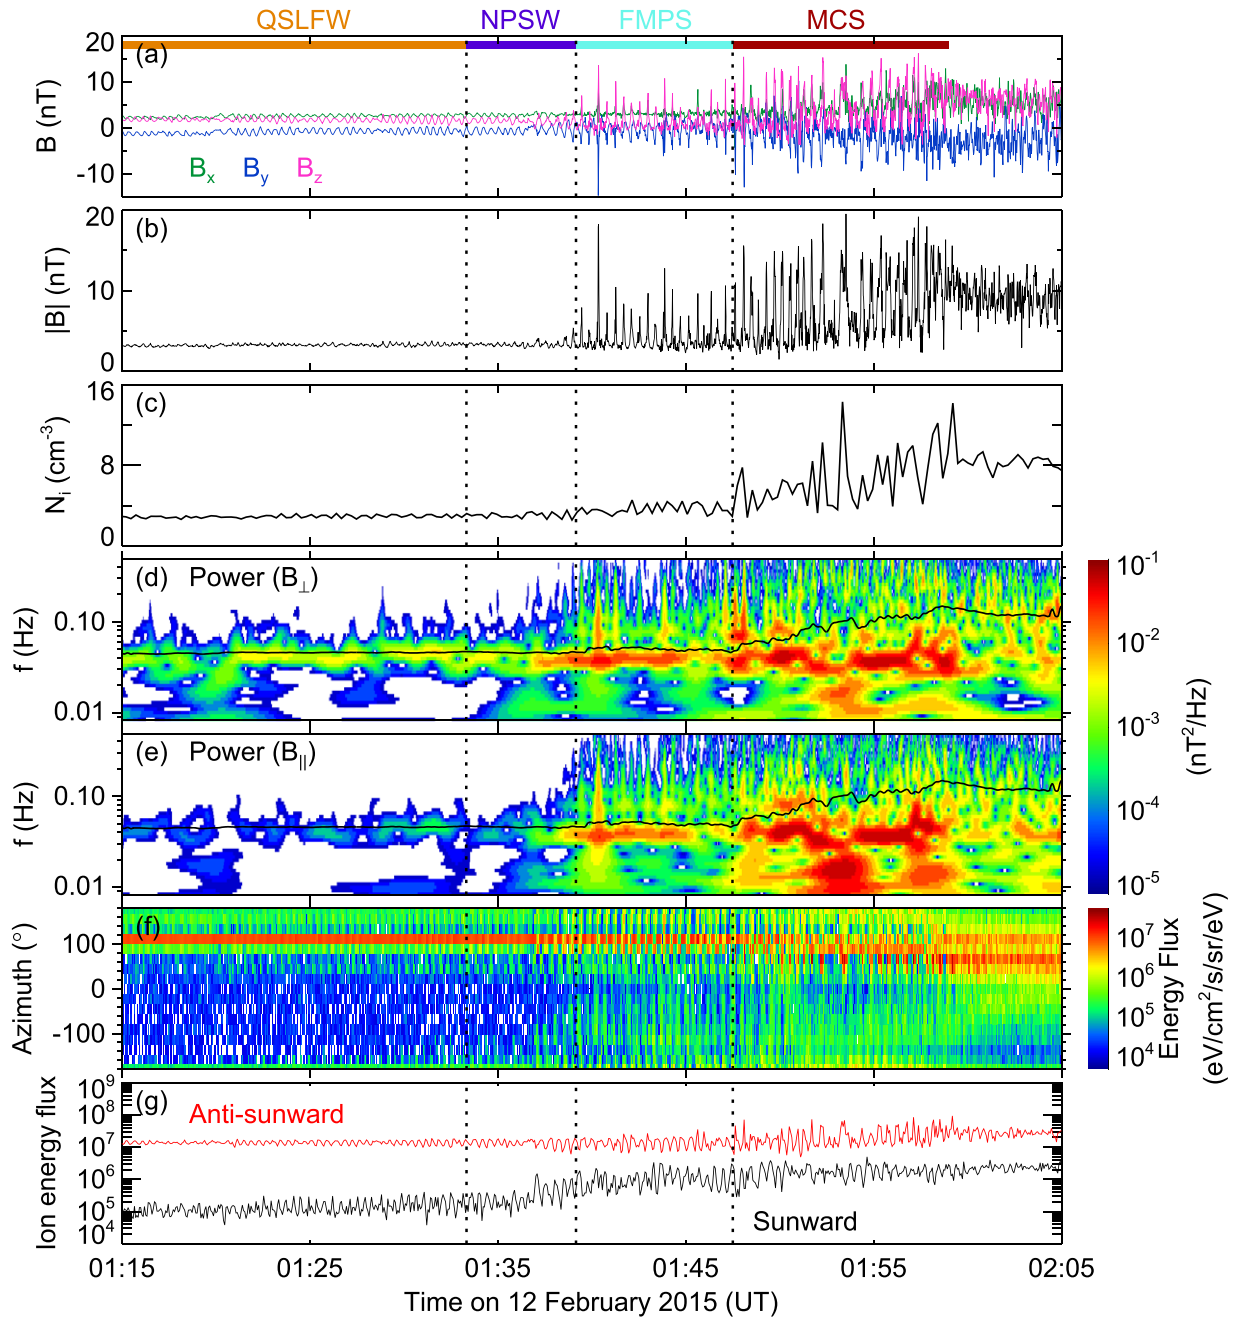 QSLFW NPSW FMPS MCS
(a)
B (nT)
20
10
0
-10
Bx By Bz
(b)
|B| (nT)
20
10
0
(c)
Ni (cm-3)
16
8
0
(d) Power (B⊥)
f (Hz)
0.10
0.01
(e) Power (B||)
f (Hz)
0.10
0.01
10-1
10-2
10-3
10-4
10-5
(nT2/Hz)
(f)
Azimuth (°)
100
0
-100
107
106
105
104
Energy Flux
(eV/cm2/s/sr/eV)
(g)
Ion energy flux
109
108
107
106
105
104
Anti-sunward
Sunward
01:15 01:25 01:35 01:45 01:55 02:05
Time on 12 February 2015 (UT)